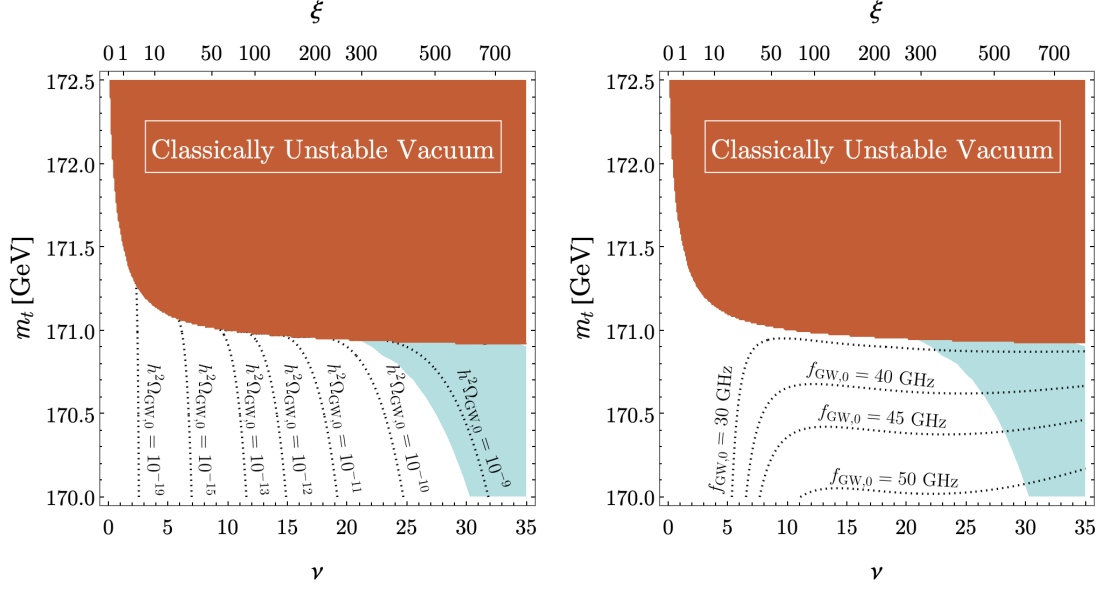 ξ
0 1 10 50 100 200 300 500 700
172.5
172.0
171.5
171.0
170.5
170.0
m_t [GeV]
Classically Unstable Vacuum
h²Ω_GW,0 = 10⁻¹⁹
h²Ω_GW,0 = 10⁻¹⁵
h²Ω_GW,0 = 10⁻¹³
h²Ω_GW,0 = 10⁻¹²
h²Ω_GW,0 = 10⁻¹¹
h²Ω_GW,0 = 10⁻¹⁰
h²Ω_GW,0 = 10⁻⁹
0 5 10 15 20 25 30 35
ν
ξ
0 1 10 50 100 200 300 500 700
172.5
172.0
171.5
171.0
170.5
170.0
m_t [GeV]
Classically Unstable Vacuum
f_GW,0 = 30 GHz
f_GW,0 = 40 GHz
f_GW,0 = 45 GHz
f_GW,0 = 50 GHz
0 5 10 15 20 25 30 35
ν